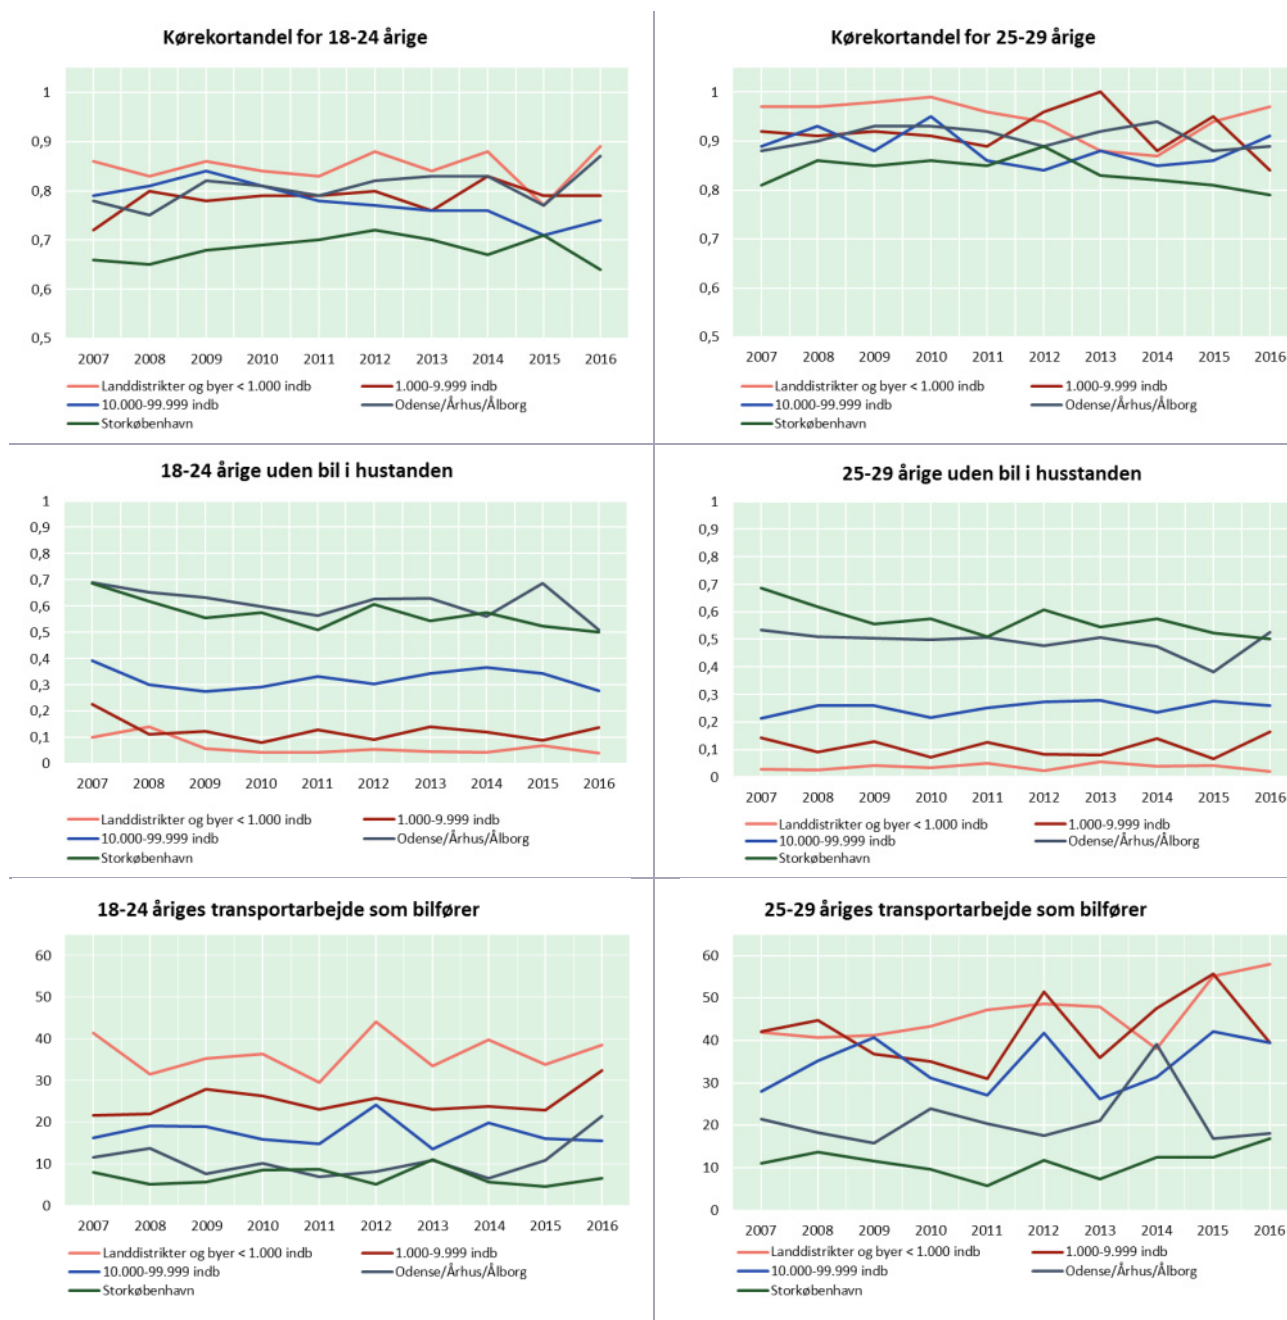 Kørekortandel for 18-24 årige
1
0,9
0,8
0,7
0,6
0,5
2007 2008 2009 2010 2011 2012 2013 2014 2015 2016
Landdistrikter og byer < 1.000 indb 1.000-9.999 indb
10.000-99.999 indb Odense/Århus/Ålborg
Storkøbenhavn
Kørekortandel for 25-29 årige
1
0,9
0,8
0,7
0,6
0,5
2007 2008 2009 2010 2011 2012 2013 2014 2015 2016
Landdistrikter og byer < 1.000 indb 1.000-9.999 indb
10.000-99.999 indb Odense/Århus/Ålborg
Storkøbenhavn
18-24 årige uden bil i hustanden
1
0,9
0,8
0,7
0,6
0,5
0,4
0,3
0,2
0,1
0
2007 2008 2009 2010 2011 2012 2013 2014 2015 2016
Landdistrikter og byer < 1.000 indb 1.000-9.999 indb
10.000-99.999 indb Odense/Århus/Ålborg
Storkøbenhavn
25-29 årige uden bil i husstanden
1
0,9
0,8
0,7
0,6
0,5
0,4
0,3
0,2
0,1
0
2007 2008 2009 2010 2011 2012 2013 2014 2015 2016
Landdistrikter og byer < 1.000 indb 1.000-9.999 indb
10.000-99.999 indb Odense/Århus/Ålborg
Storkøbenhavn
18-24 åriges transportarbejde som bilfører
60
50
40
30
20
10
0
2007 2008 2009 2010 2011 2012 2013 2014 2015 2016
Landdistrikter og byer < 1.000 indb 1.000-9.999 indb
10.000-99.999 indb Odense/Århus/Ålborg
Storkøbenhavn
25-29 åriges transportarbejde som bilfører
60
50
40
30
20
10
0
2007 2008 2009 2010 2011 2012 2013 2014 2015 2016
Landdistrikter og byer < 1.000 indb 1.000-9.999 indb
10.000-99.999 indb Odense/Århus/Ålborg
Storkøbenhavn